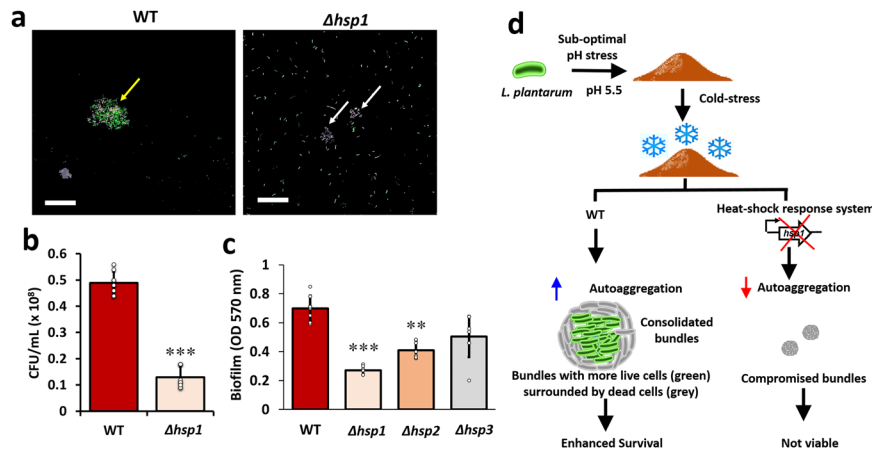 a
WT
Δhsp1
b
CFU/mL (x 10⁸)
0.6
0.5
0.4
0.3
0.2
0.1
0
***
WT
Δhsp1
c
Biofilm (OD 570 nm)
1
0.8
0.6
0.4
0.2
0
***
**
WT
Δhsp1
Δhsp2
Δhsp3
d
Sub-optimal
pH stress
L. plantarum
pH 5.5
Cold-stress
WT
Heat-shock response system
hsp1
Autoaggregation
Autoaggregation
Consolidated
bundles
Bundles with more live cells (green)
surrounded by dead cells (grey)
Compromised bundles
Enhanced Survival
Not viable